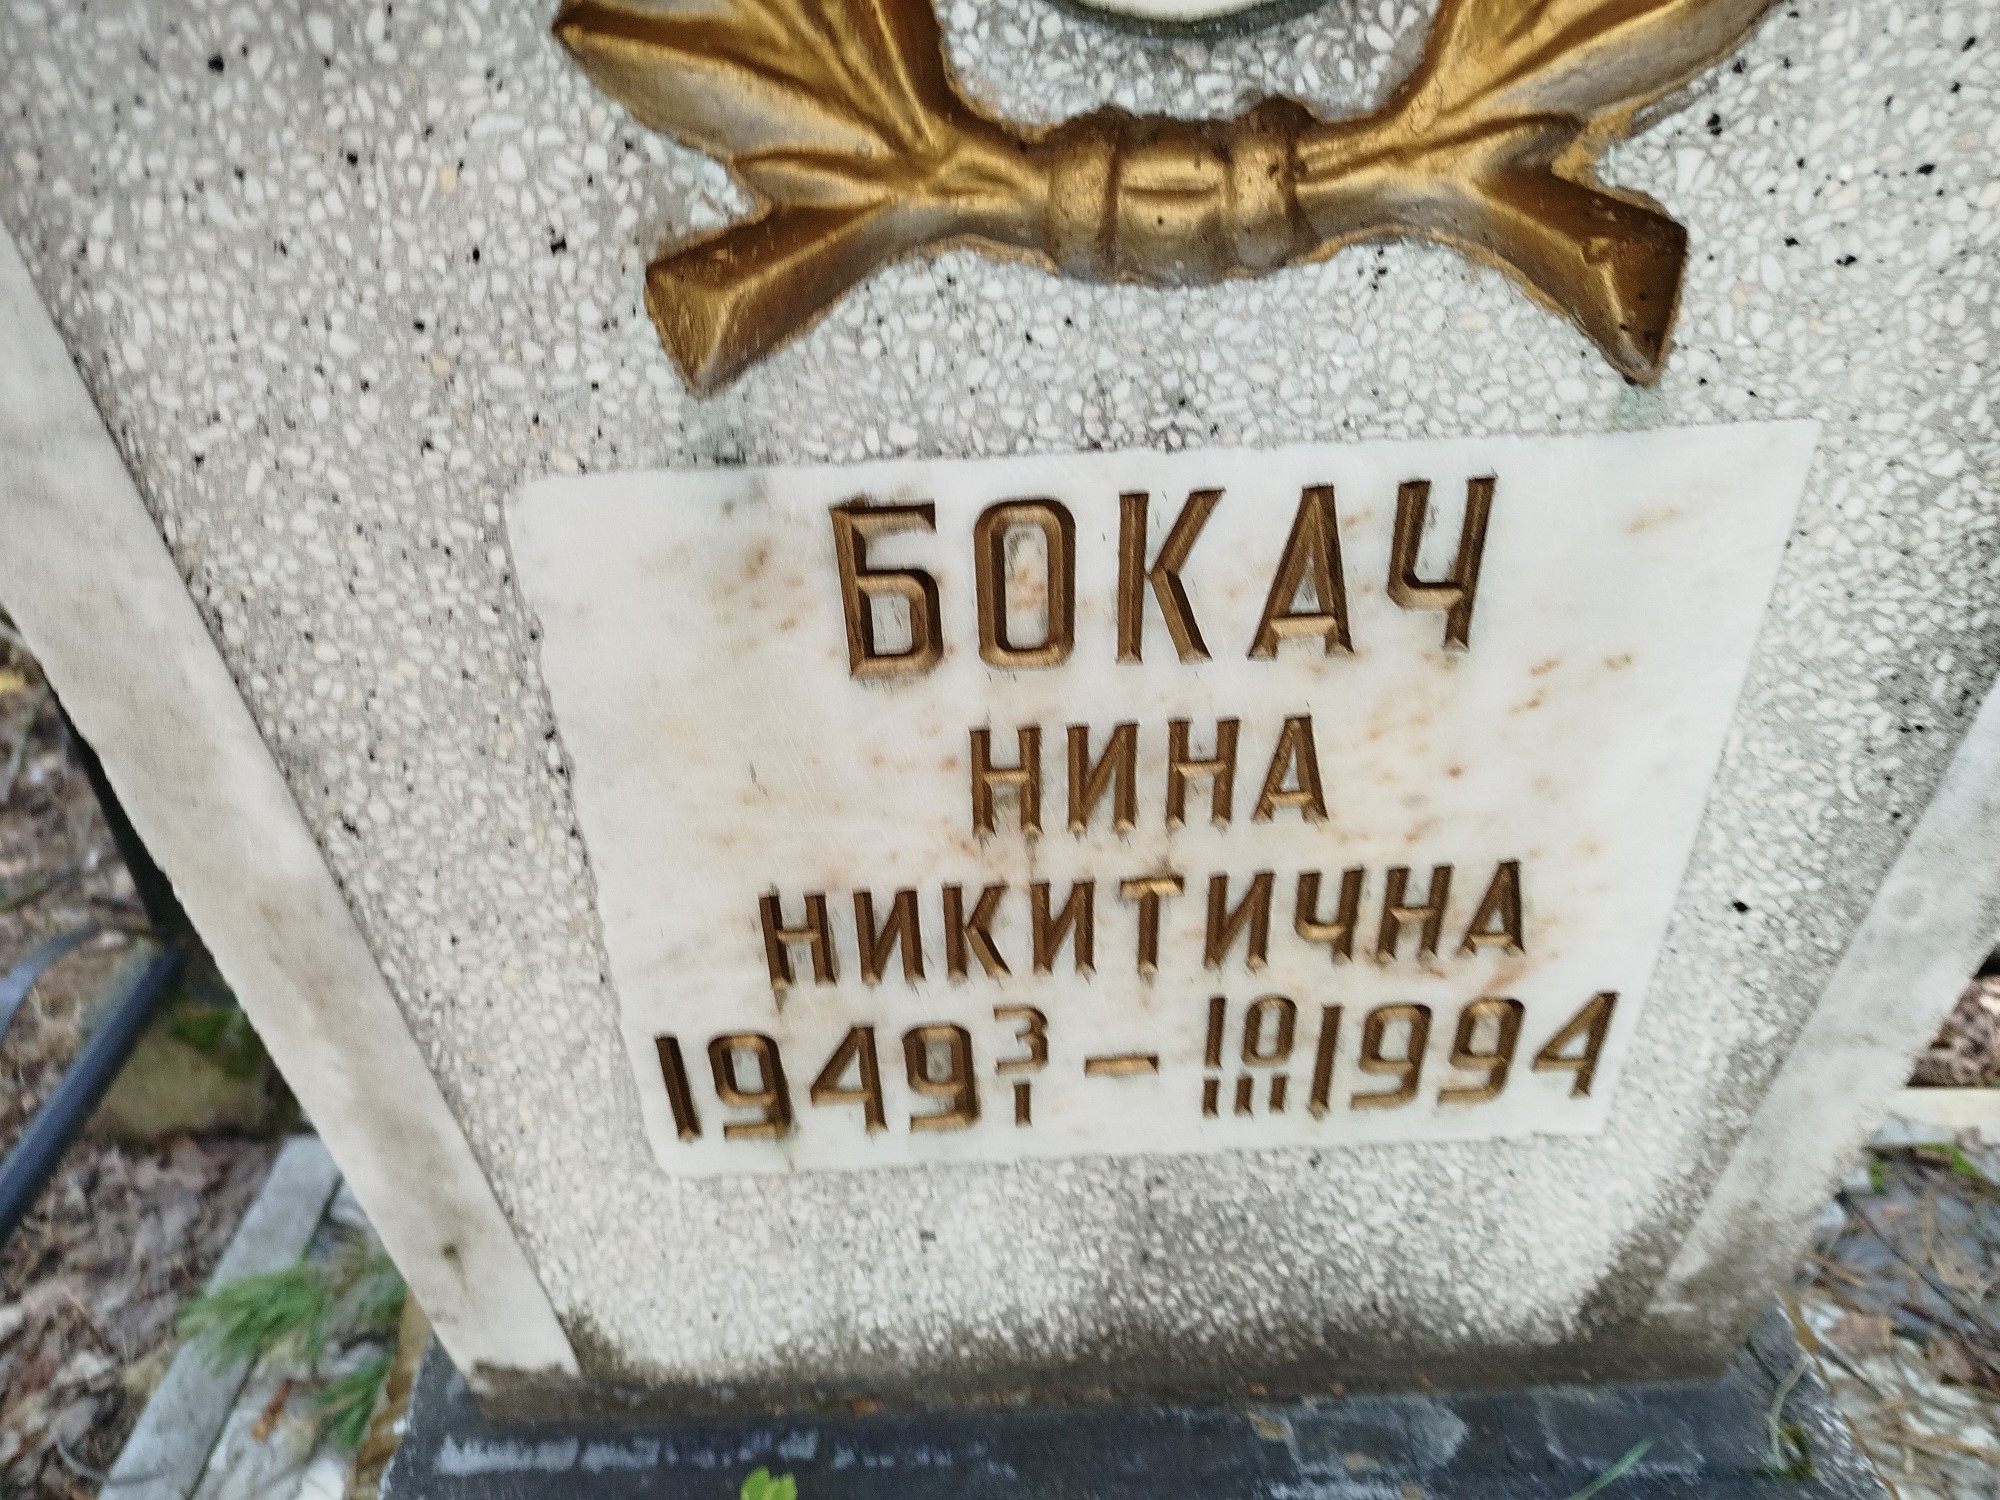 БОКАЧ
НИНА
НИКИТИЧНА
1949 3/I – 10/III 1994